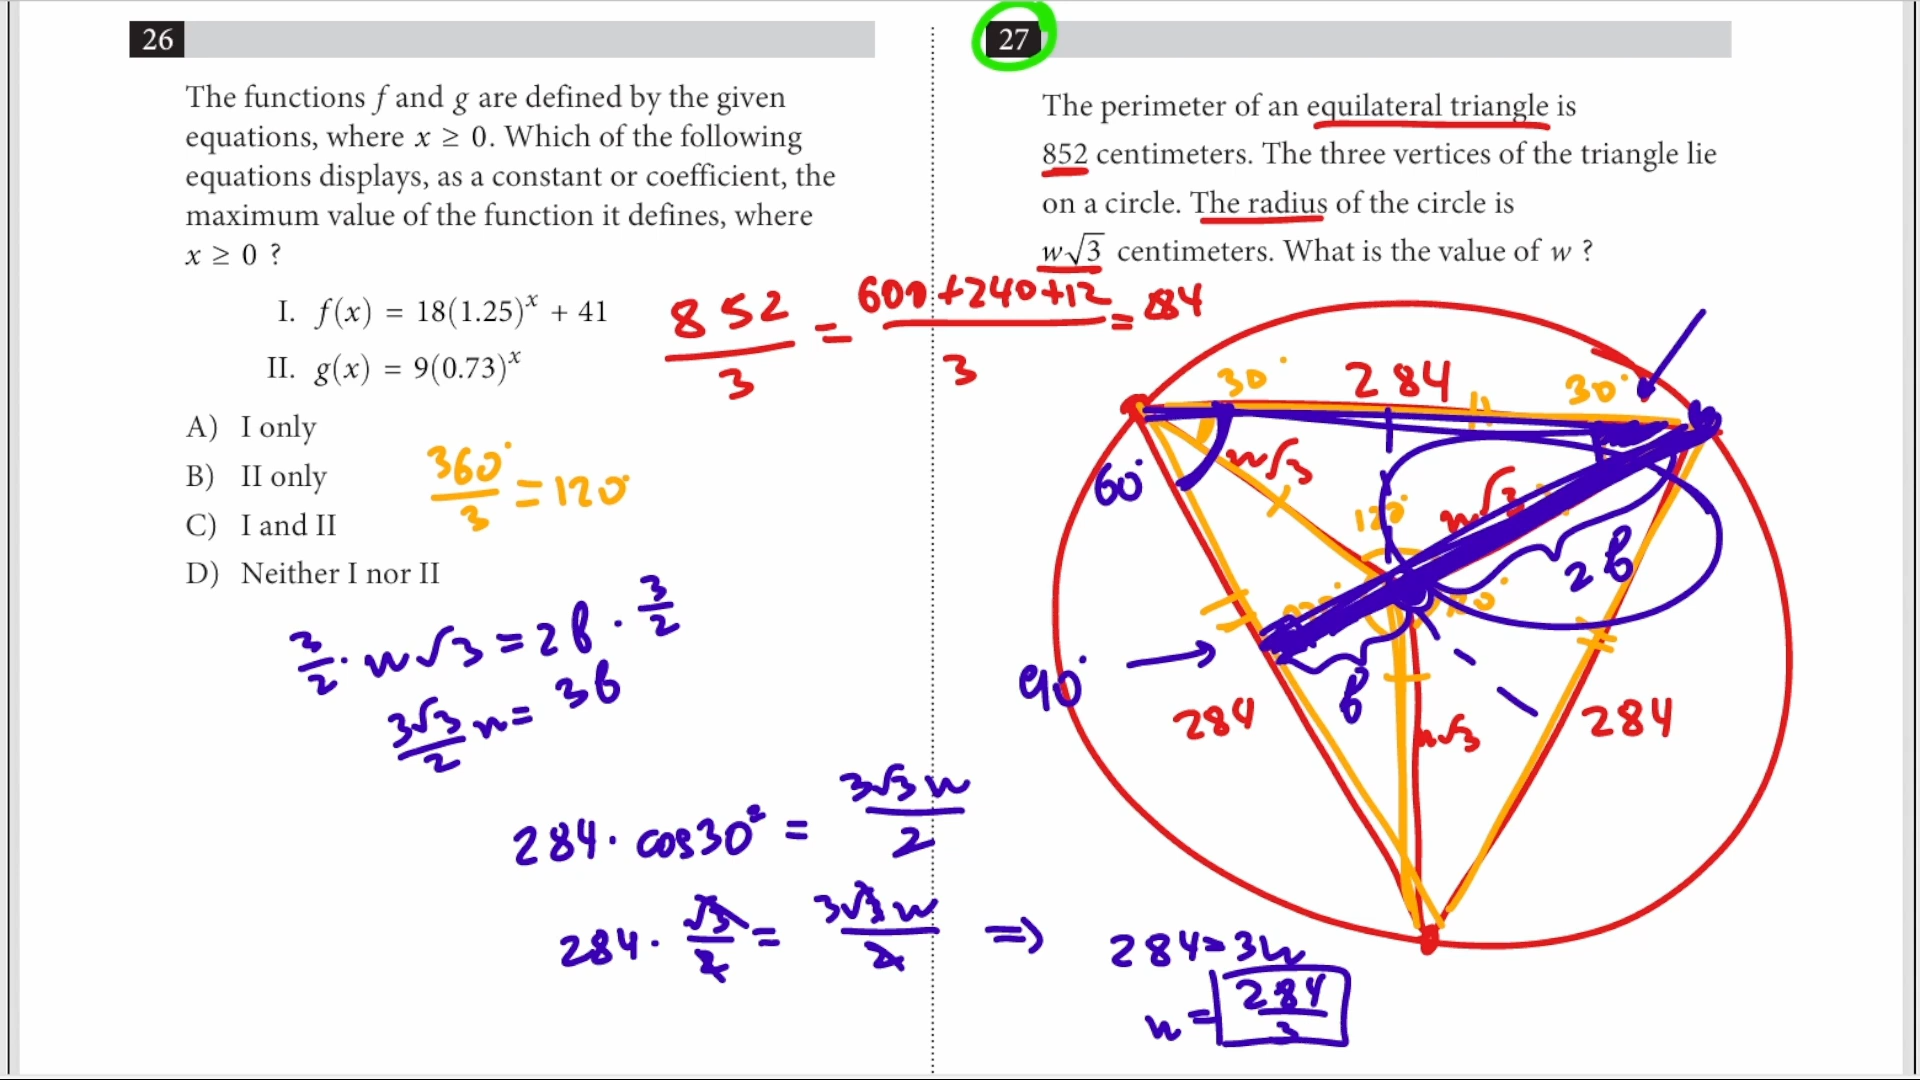 26
The functions f and g are defined by the given
equations, where x ≥ 0. Which of the following
equations displays, as a constant or coefficient, the
maximum value of the function it defines, where
x ≥ 0 ?
I. f(x) = 18(1.25)^x + 41
II. g(x) = 9(0.73)^x
A) I only
B) II only
C) I and II
D) Neither I nor II
360°/3 = 120°
3/2 · w√3 = 2b · 3/2
3√3/2 w = 3b
284 · cos30° = 3√3w/2
284 · √3/2 = 3√3w/2 ⇒
284 = 3w
w = 284/3
27
The perimeter of an equilateral triangle is
852 centimeters. The three vertices of the triangle lie
on a circle. The radius of the circle is
w√3 centimeters. What is the value of w ?
852/3 = 600+240+12/3 = 284
30° 284 30°
60° w√3 w√3
120°
2b
90° b
284 w√3 284